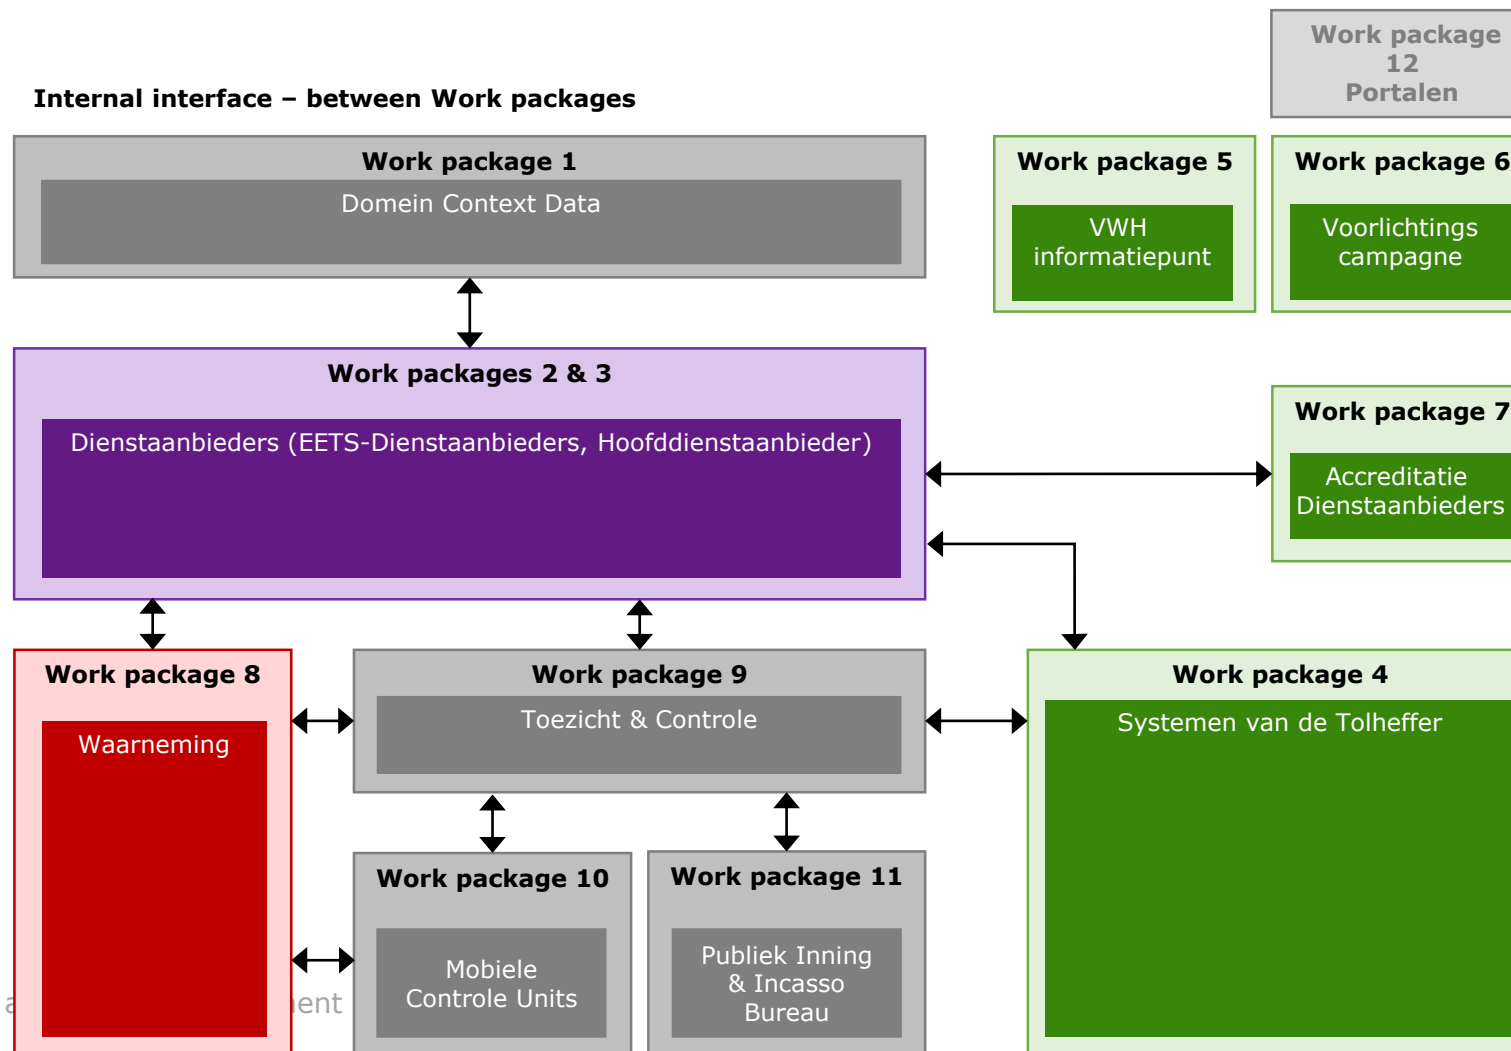 Work package
12
Portalen
Internal interface – between Work packages
Work package 1
Domein Context Data
Work package 5
VWH
informatiepunt
Work package 6
Voorlichtings
campagne
Work packages 2 & 3
Dienstaanbieders (EETS-Dienstaanbieders, Hoofddienstaanbieder)
Work package 7
Accreditatie
Dienstaanbieders
Work package 8
Waarneming
Work package 9
Toezicht & Controle
Work package 4
Systemen van de Tolheffer
Work package 10
Mobiele
Controle Units
Work package 11
Publiek Inning
& Incasso
Bureau